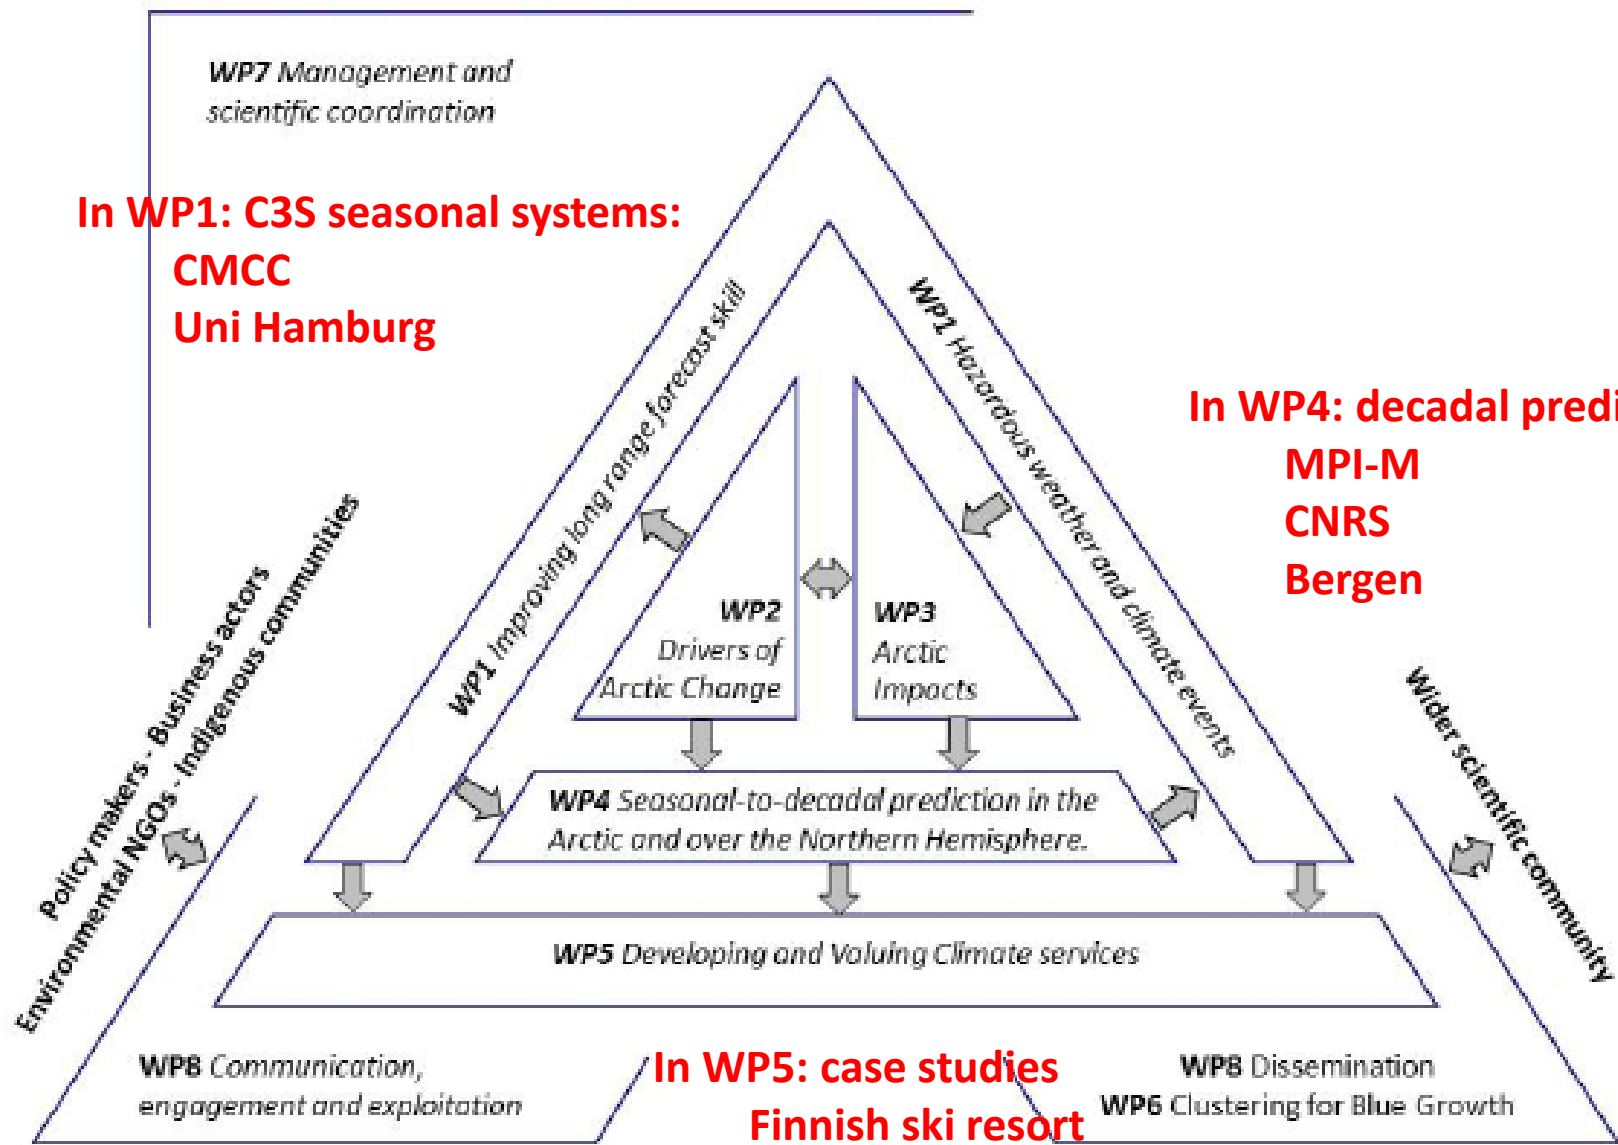 WP7 Management and
scientific coordination
In WP1: C3S seasonal systems:
CMCC
Uni Hamburg
WP1 Improving long range forecast skill
WP1 Hazardous weather and climate events
In WP4: decadal predi
MPI-M
CNRS
Bergen
Policy makers - Business actors
Environmental NGOs - Indigenous communities
WP2
Drivers of
Arctic Change
WP3
Arctic
Impacts
Wider scientific community
WP4 Seasonal-to-decadal prediction in the
Arctic and over the Northern Hemisphere.
WP5 Developing and Valuing Climate services
WP8 Communication,
engagement and exploitation
In WP5: case studies
Finnish ski resort
WP8 Dissemination
WP6 Clustering for Blue Growth